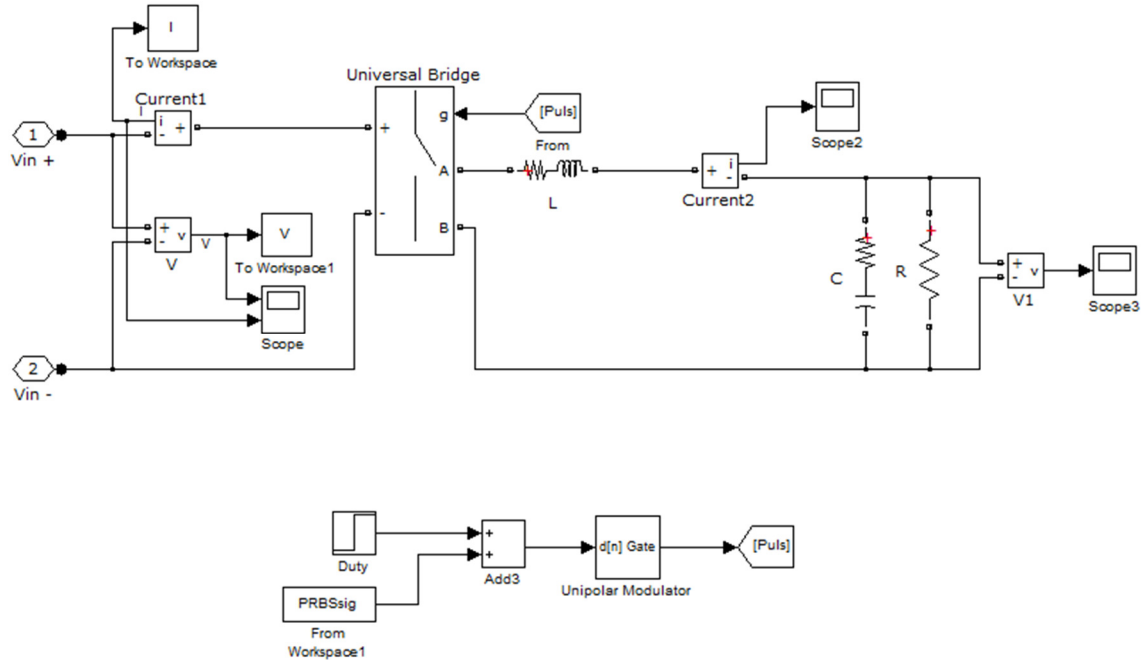 I
To Workspace
Universal Bridge
Current1
I
i
-
+
1
Vin +
+
-
g
A
B
[Puls]
From
L
+
i
-
Current2
Scope2
+
-
v
V
V
V
To Workspace1
Scope
2
Vin -
C
R
+
-
v
V1
Scope3
Duty
+
+
Add3
d[n] Gate
Unipolar Modulator
[Puls]
PRBSsig
From
Workspace1